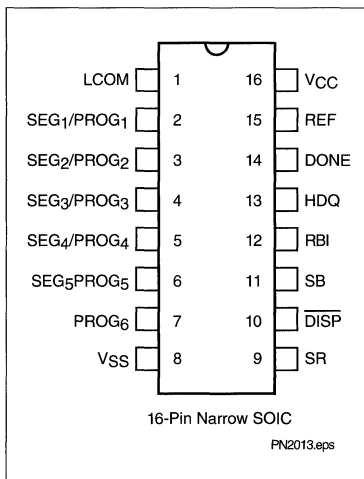 LCOM 1 16 VCC
SEG1/PROG1 2 15 REF
SEG2/PROG2 3 14 DONE
SEG3/PROG3 4 13 HDQ
SEG4/PROG4 5 12 RBI
SEG5PROG5 6 11 SB
PROG6 7 10 DISP
VSS 8 9 SR
16-Pin Narrow SOIC
PN2013.eps